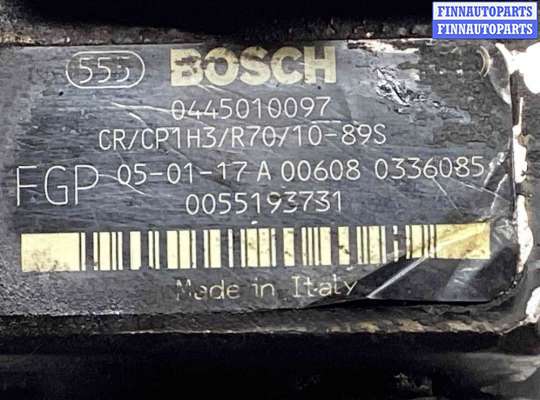 FINNAUTOPARTS
FINNAUTOPARTS
555 BOSCH
0445010097
CR/CP1H3/R70/10-89S
FGP 05-01-17 A 00608 0336085
0055193731
Made in Italy